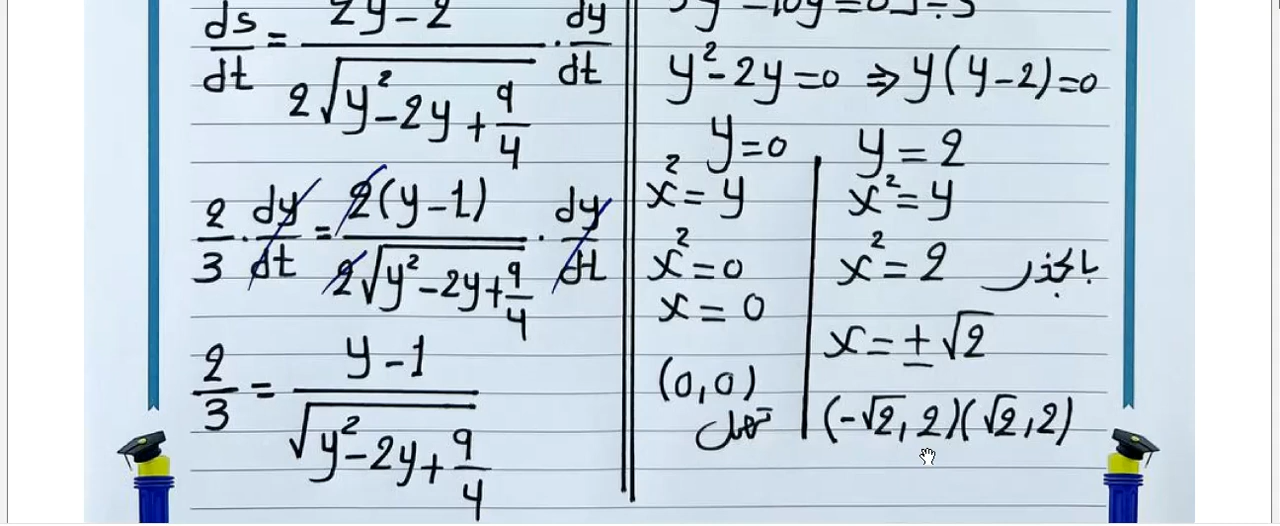 ds/dt = 2y-2 / 2√(y²-2y+9/4) · dy/dt
2/3 · dy/dt = 2(y-1) / 2√(y²-2y+9/4) · dy/dt
2/3 = y-1 / √(y²-2y+9/4)
y²-2y=0 ⇒ y(y-2)=0
y=0
x²=y
x²=0
x=0
(0,0)
تهمل
y=2
x²=y
x²=2 بالجذر
x=±√2
(-√2,2)(√2,2)